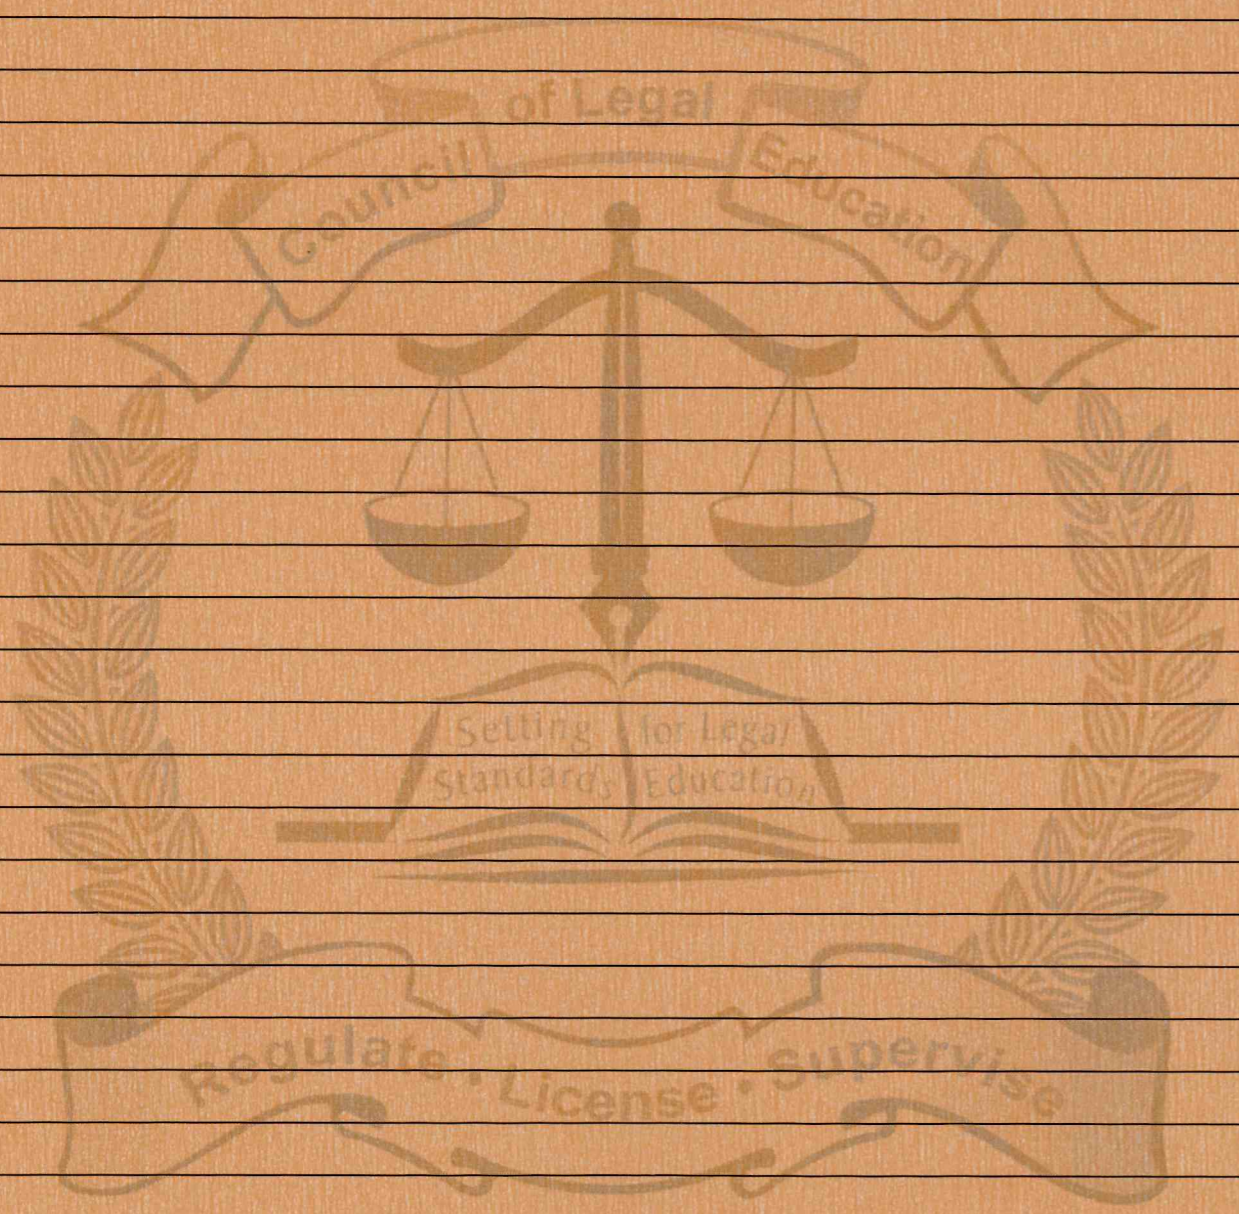 Council of Legal Education
Setting Standards for Legal Education
Regulate • License • Supervise